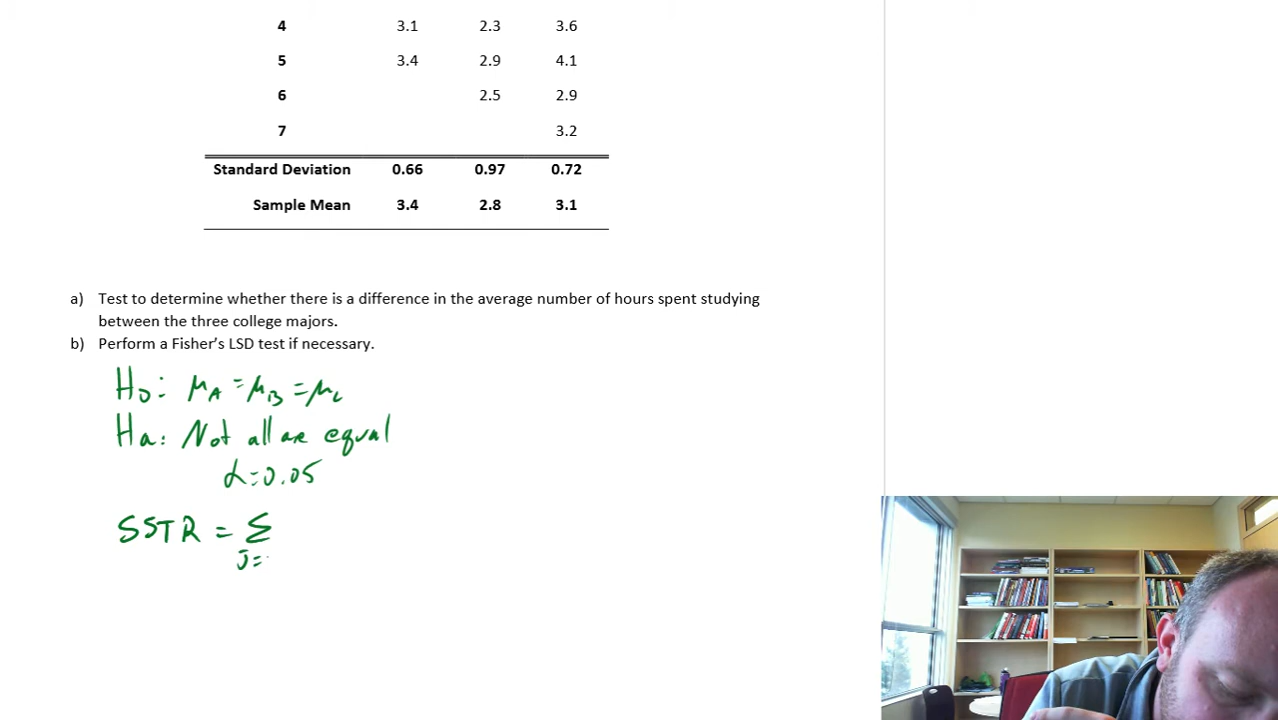 4 3.1 2.3 3.6
5 3.4 2.9 4.1
6 2.5 2.9
7 3.2
Standard Deviation 0.66 0.97 0.72
Sample Mean 3.4 2.8 3.1
a) Test to determine whether there is a difference in the average number of hours spent studying
between the three college majors.
b) Perform a Fisher's LSD test if necessary.
H₀: μA = μB = μC
Ha: Not all are equal
α=0.05
SSTR = Σ
j=